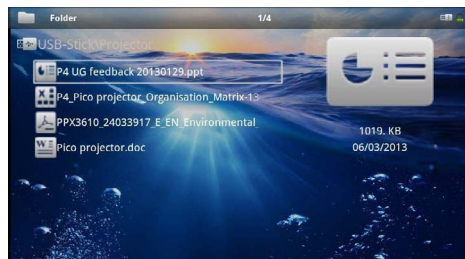 Folder 1/4
USB-Stick\Projector
P4 UG feedback 20130129.ppt
P4_Pico projector_Organisation_Matrix-13
PPX3610_24033917_E_EN_Environmental_
Pico projector.doc
1019. KB
06/03/2013